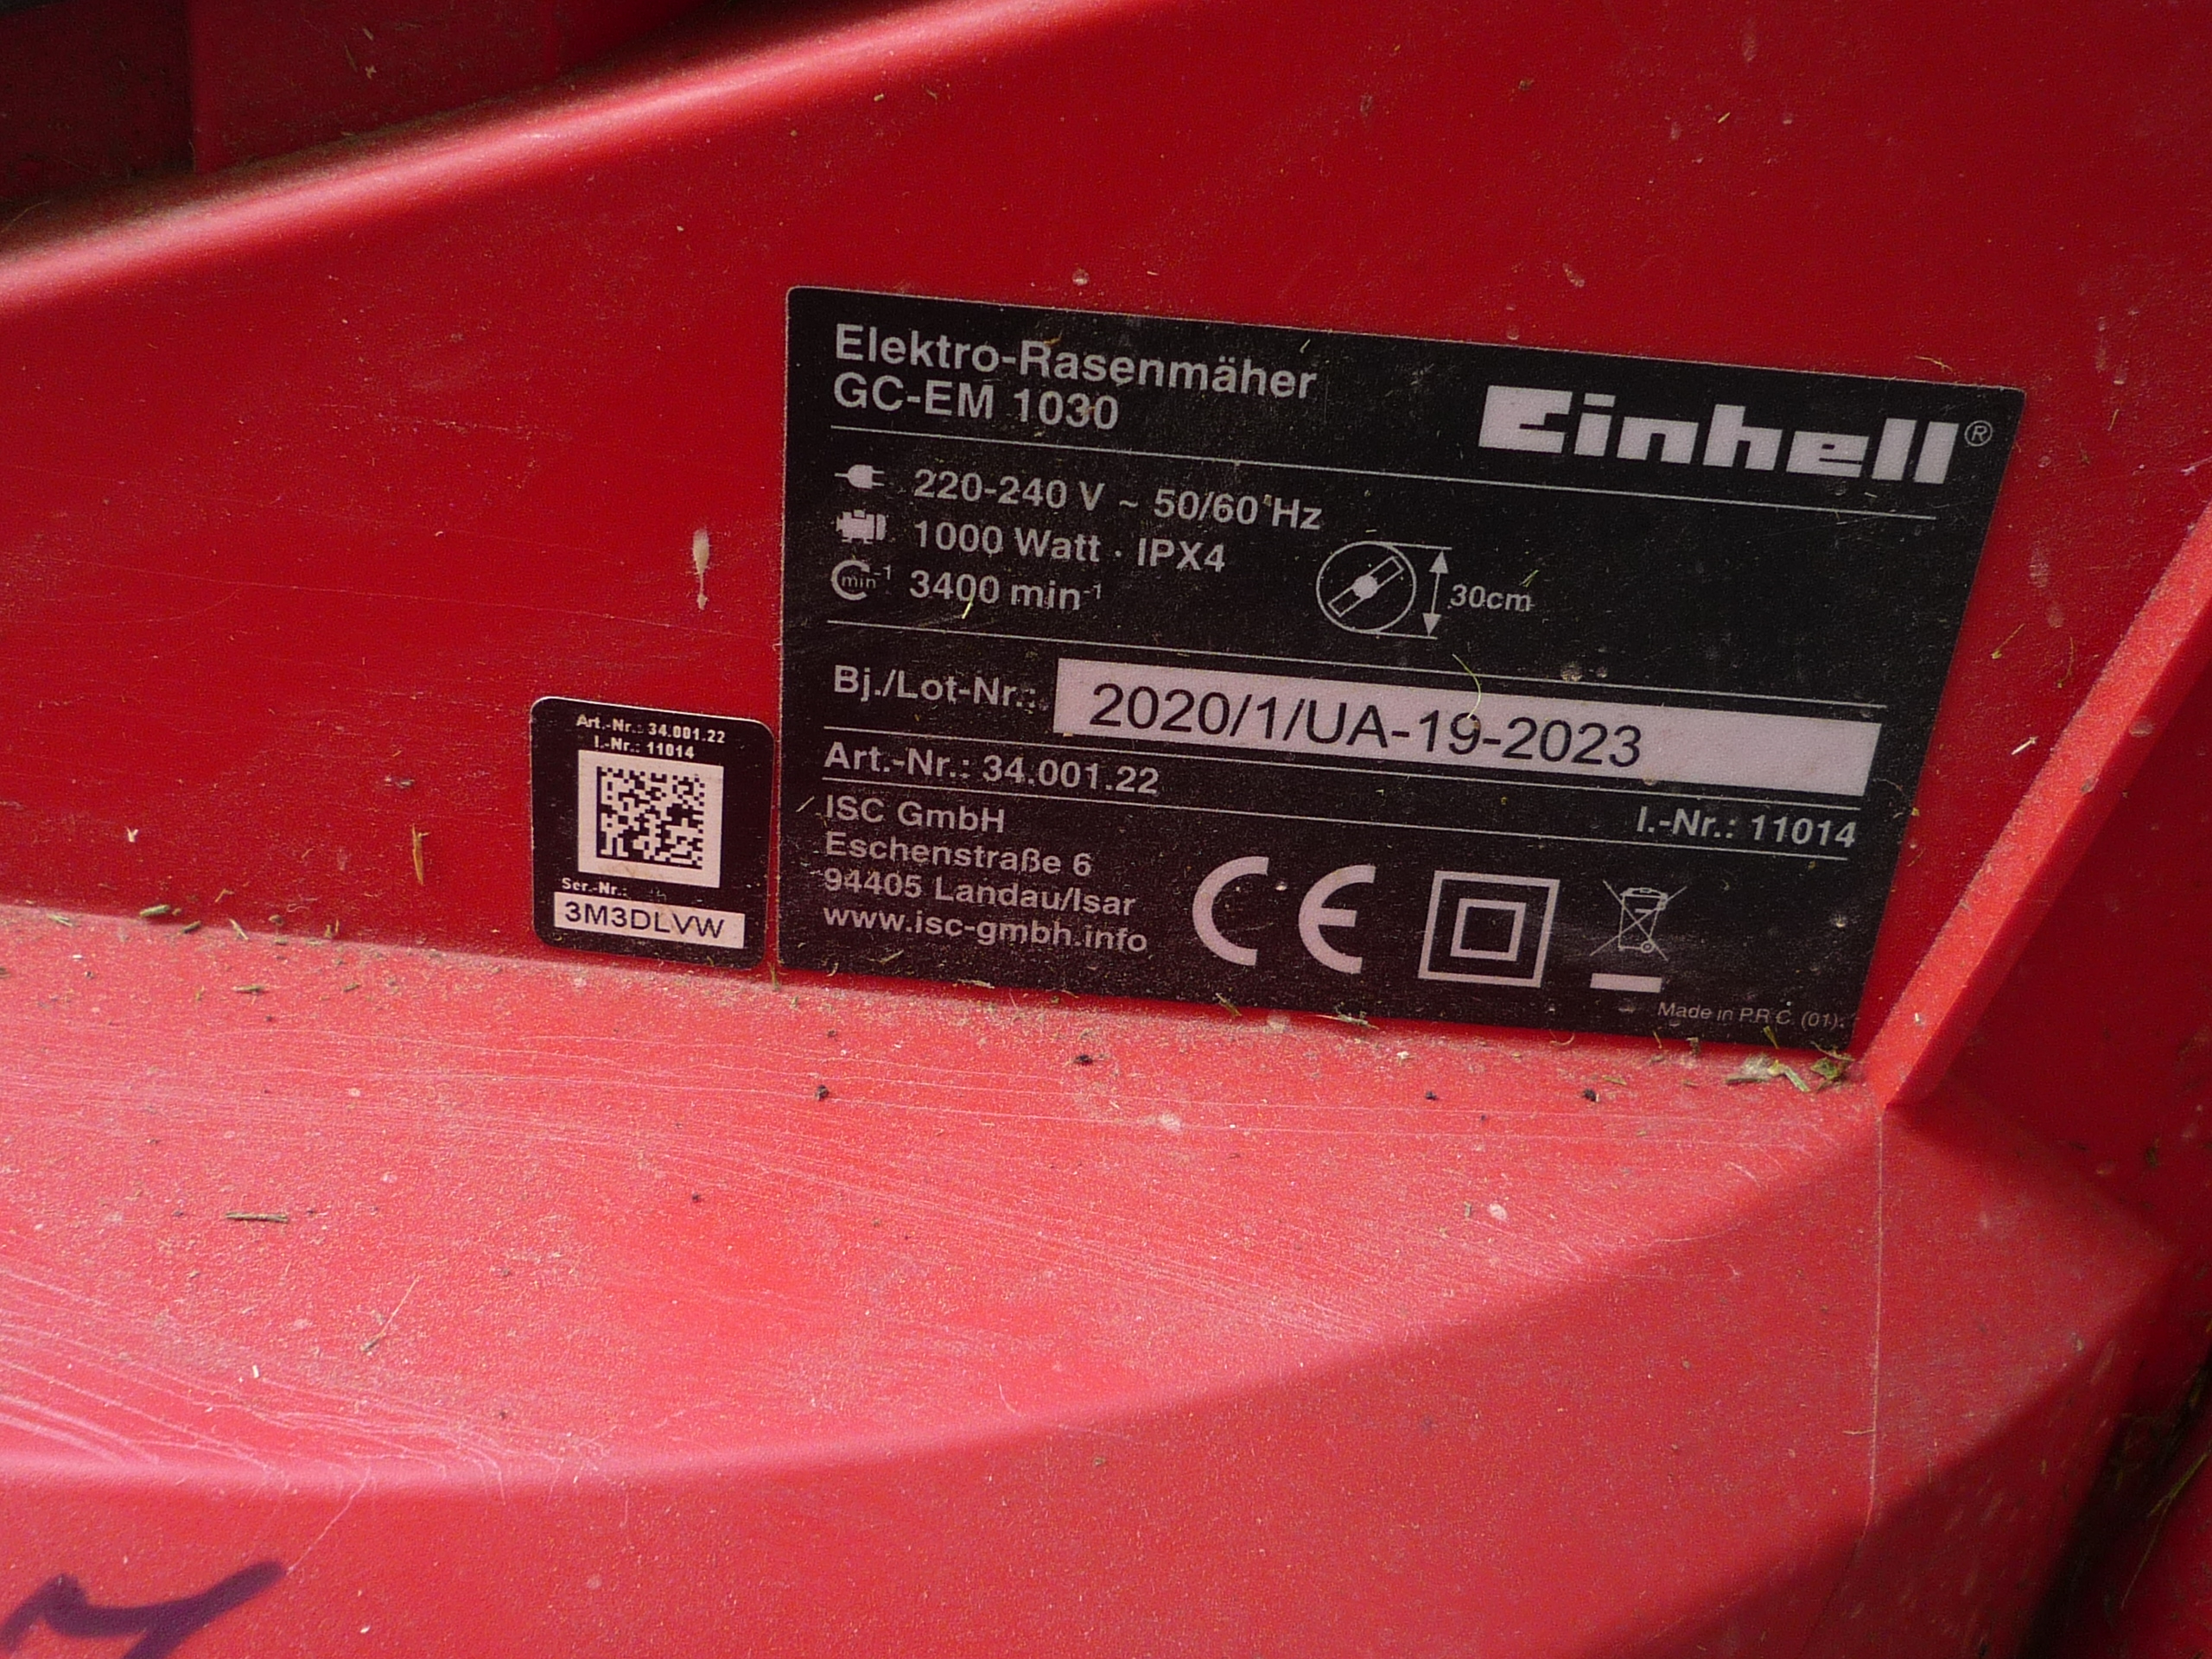 Elektro-Rasenmäher
GC-EM 1030
Einhell®
220-240 V ~ 50/60 Hz
1000 Watt · IPX4
min-1 3400 min-1
30cm
Bj./Lot-Nr.: 2020/1/UA-19-2023
Art.-Nr.: 34.001.22
I.-Nr.: 11014
ISC GmbH
Eschenstraße 6
94405 Landau/Isar
www.isc-gmbh.info
CE
Made in P.R.C. (01)
Art.-Nr.: 34.001.22
I.-Nr.: 11014
Ser.-Nr.:
3M3DLVW